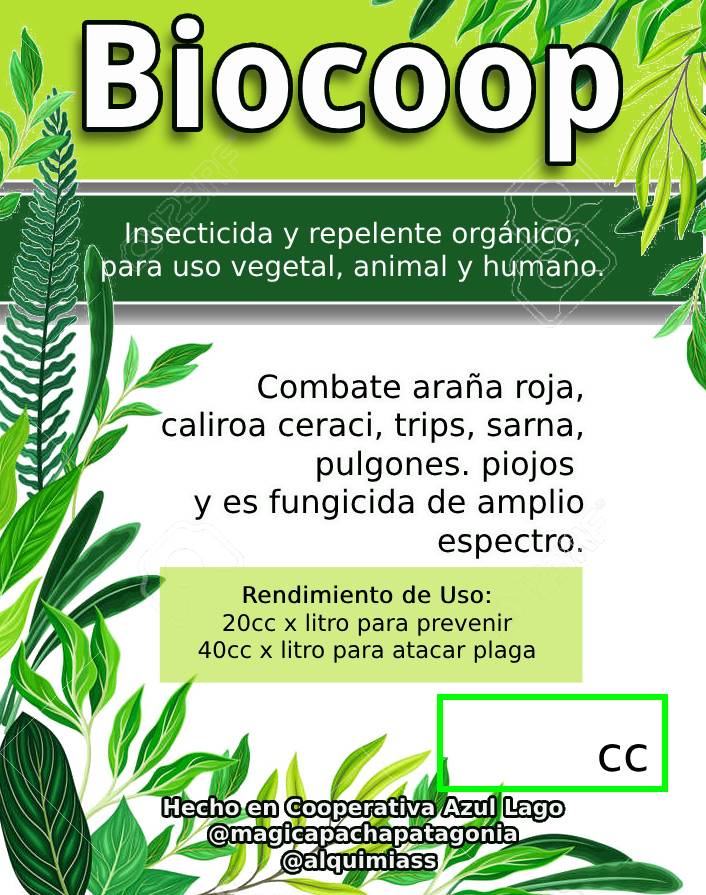 Biocoop
Insecticida y repelente orgánico,
para uso vegetal, animal y humano.
Combate araña roja,
caliroa ceraci, trips, sarna,
pulgones. piojos
y es fungicida de amplio
espectro.
Rendimiento de Uso:
20cc x litro para prevenir
40cc x litro para atacar plaga
cc
Hecho en Cooperativa Azul Lago
@magicapachapatagonia
@alquimiass